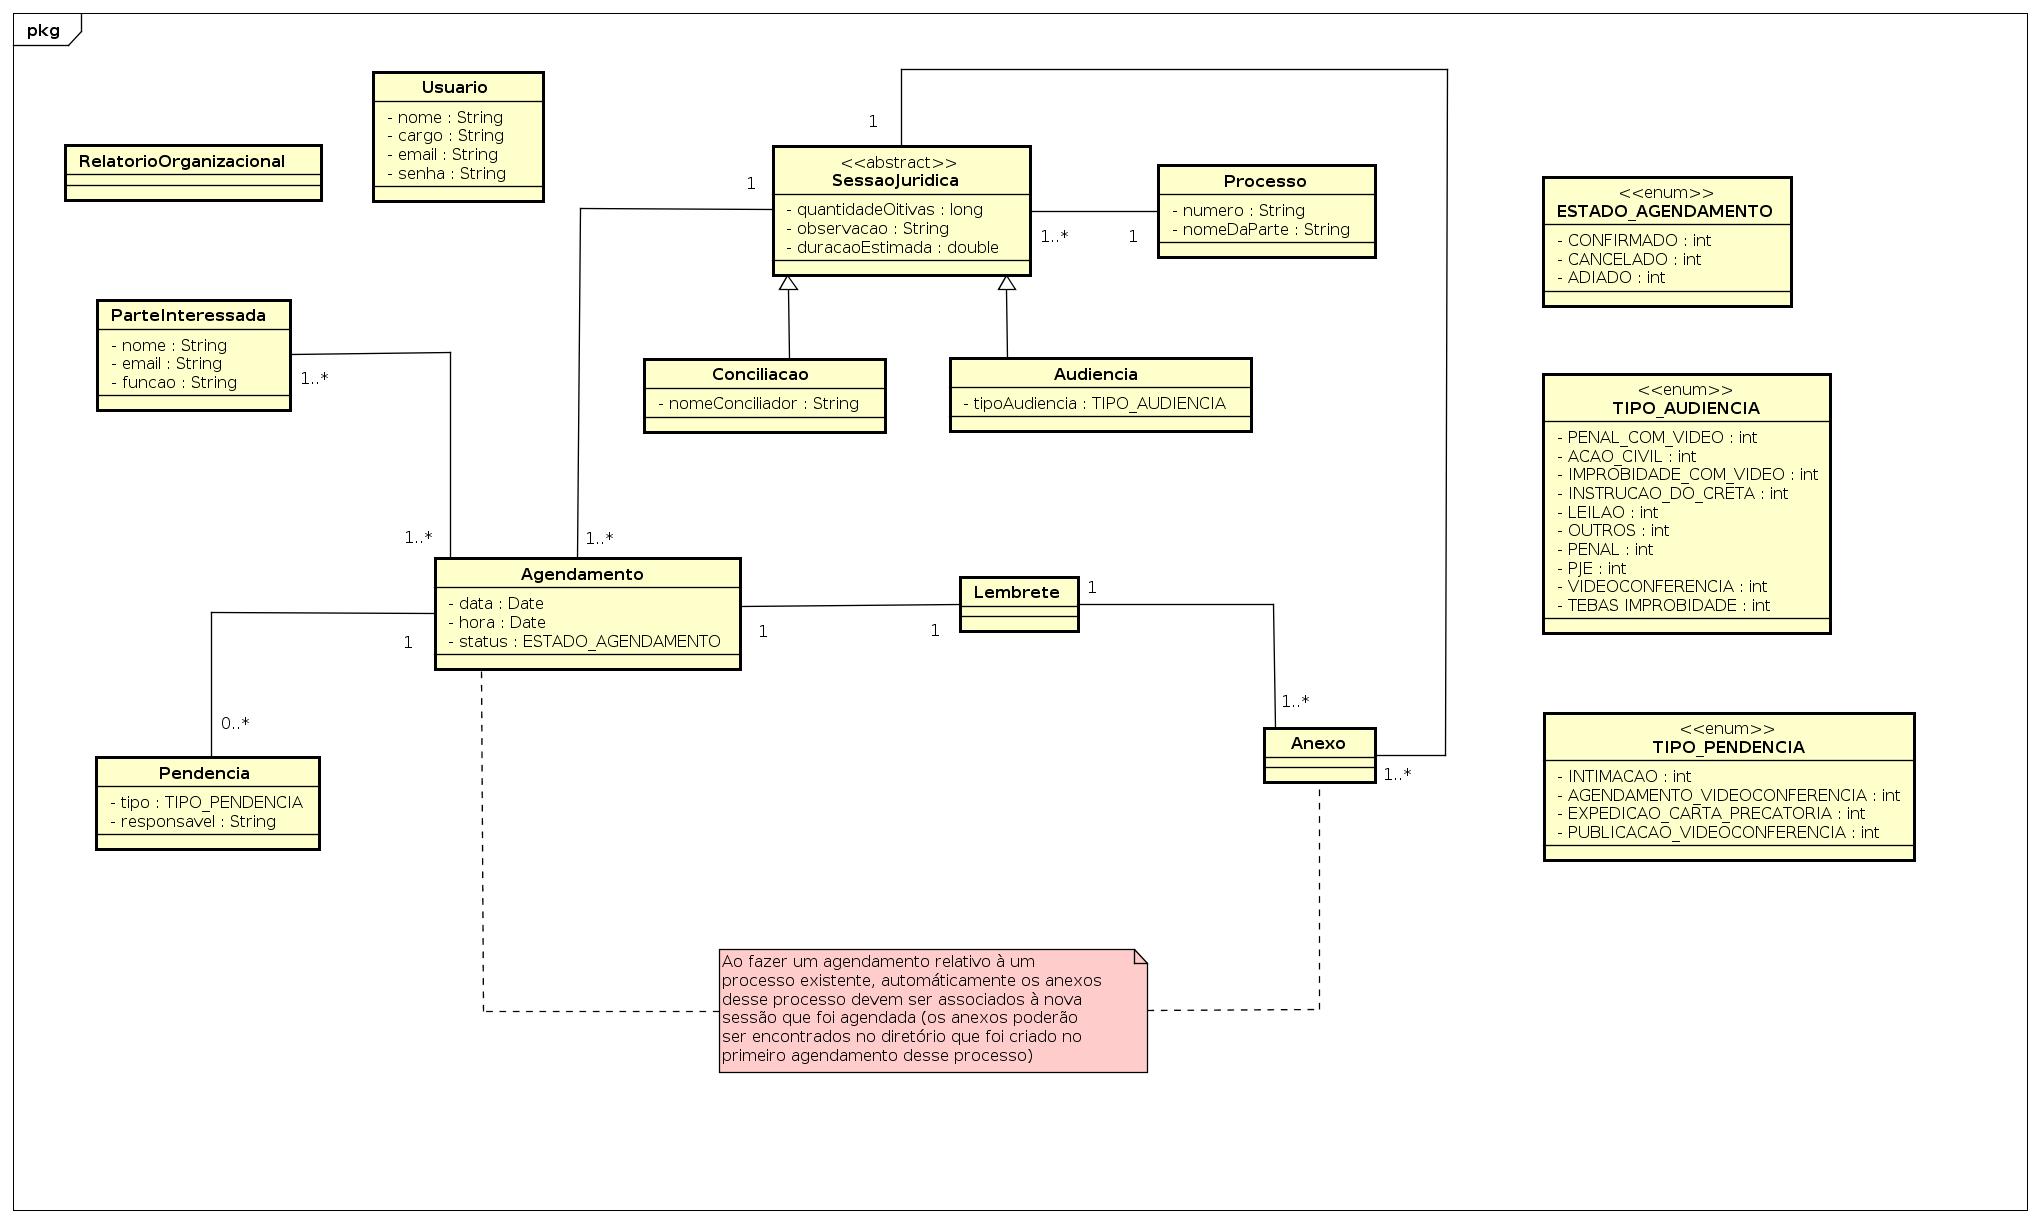 pkg
Usuario
- nome : String
- cargo : String
- email : String
- senha : String
RelatorioOrganizacional
1
1
<<abstract>>
SessaoJuridica
- quantidadeOitivas : long
- observacao : String
- duracaoEstimada : double
1..*
1
Processo
- numero : String
- nomeDaParte : String
<<enum>>
ESTADO_AGENDAMENTO
- CONFIRMADO : int
- CANCELADO : int
- ADIADO : int
ParteInteressada
- nome : String
- email : String
- funcao : String
1..*
Conciliacao
- nomeConciliador : String
Audiencia
- tipoAudiencia : TIPO_AUDIENCIA
<<enum>>
TIPO_AUDIENCIA
- PENAL_COM_VIDEO : int
- ACAO_CIVIL : int
- IMPROBIDADE_COM_VIDEO : int
- INSTRUCAO_DO_CRETA : int
- LEILAO : int
- OUTROS : int
- PENAL : int
- PJE : int
- VIDEOCONFERENCIA : int
- TEBAS IMPROBIDADE : int
1..*
1..*
Agendamento
- data : Date
- hora : Date
- status : ESTADO_AGENDAMENTO
1
1
1
Lembrete
1
1..*
0..*
Pendencia
- tipo : TIPO_PENDENCIA
- responsavel : String
Anexo
1..*
<<enum>>
TIPO_PENDENCIA
- INTIMACAO : int
- AGENDAMENTO_VIDEOCONFERENCIA : int
- EXPEDICAO_CARTA_PRECATORIA : int
- PUBLICACAO_VIDEOCONFERENCIA : int
Ao fazer um agendamento relativo à um
processo existente, automáticamente os anexos
desse processo devem ser associados à nova
sessão que foi agendada (os anexos poderão
ser encontrados no diretório que foi criado no
primeiro agendamento desse processo)